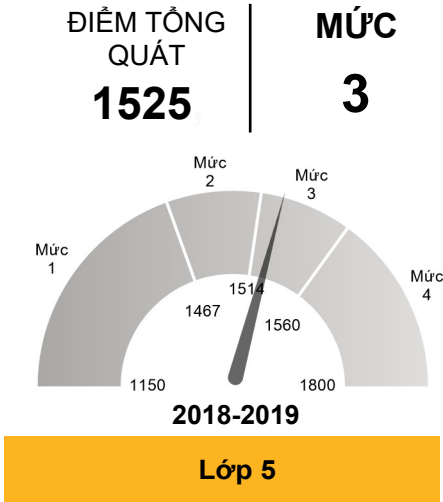 ĐIỂM TỔNG
QUÁT
1525
MỨC
3
Mức
1
Mức
2
Mức
3
Mức
4
1150
1467
1514
1560
1800
2018-2019
Lớp 5